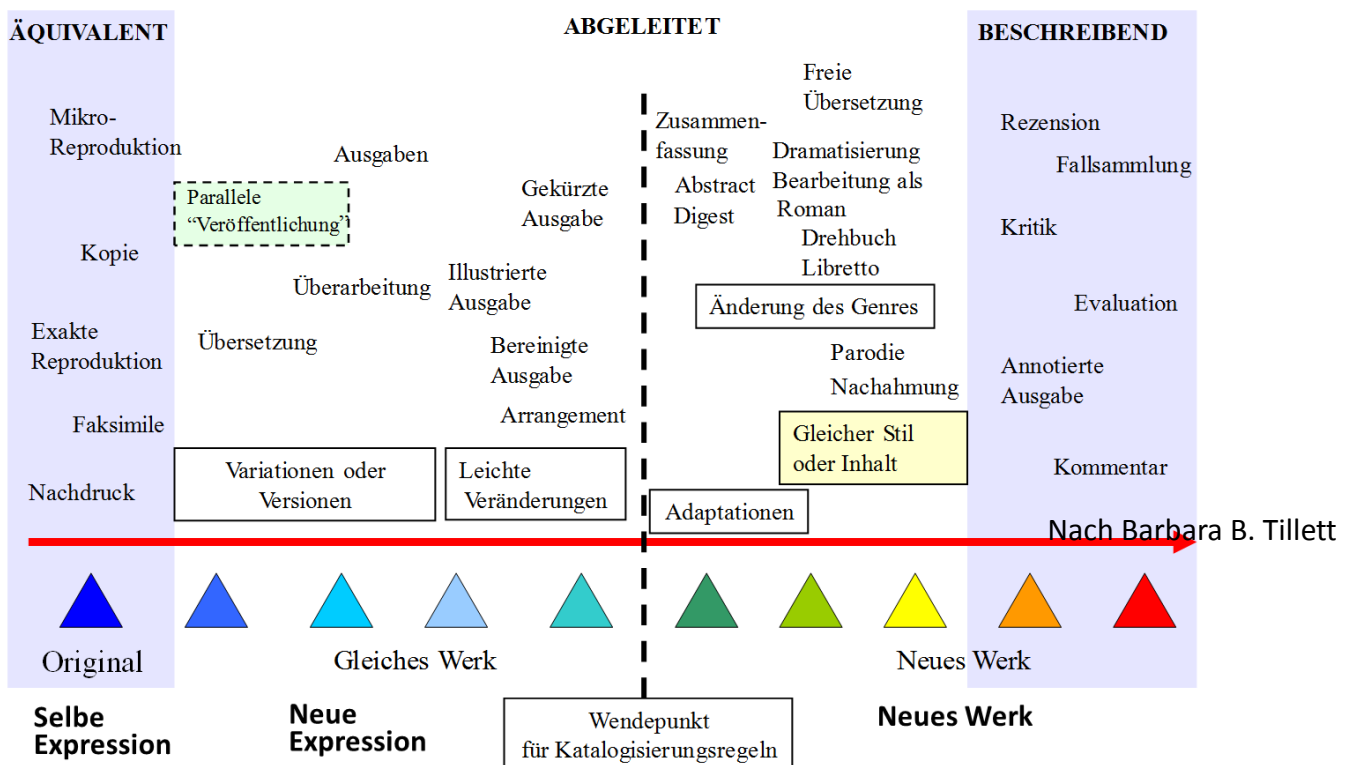 ÄQUIVALENT
ABGELEITET
BESCHREIBEND
Mikro-
Reproduktion
Kopie
Exakte
Reproduktion
Faksimile
Nachdruck
Ausgaben
Parallele
“Veröffentlichung”
Gekürzte
Ausgabe
Überarbeitung
Illustrierte
Ausgabe
Übersetzung
Bereinigte
Ausgabe
Arrangement
Variationen oder
Versionen
Leichte
Veränderungen
Freie
Übersetzung
Zusammen-
fassung
Abstract
Digest
Dramatisierung
Bearbeitung als
Roman
Drehbuch
Libretto
Änderung des Genres
Parodie
Nachahmung
Gleicher Stil
oder Inhalt
Adaptationen
Rezension
Fallsammlung
Kritik
Evaluation
Annotierte
Ausgabe
Kommentar
Nach Barbara B. Tillett
Original
Gleiches Werk
Neues Werk
Selbe
Expression
Neue
Expression
Wendepunkt
für Katalogisierungsregeln
Neues Werk